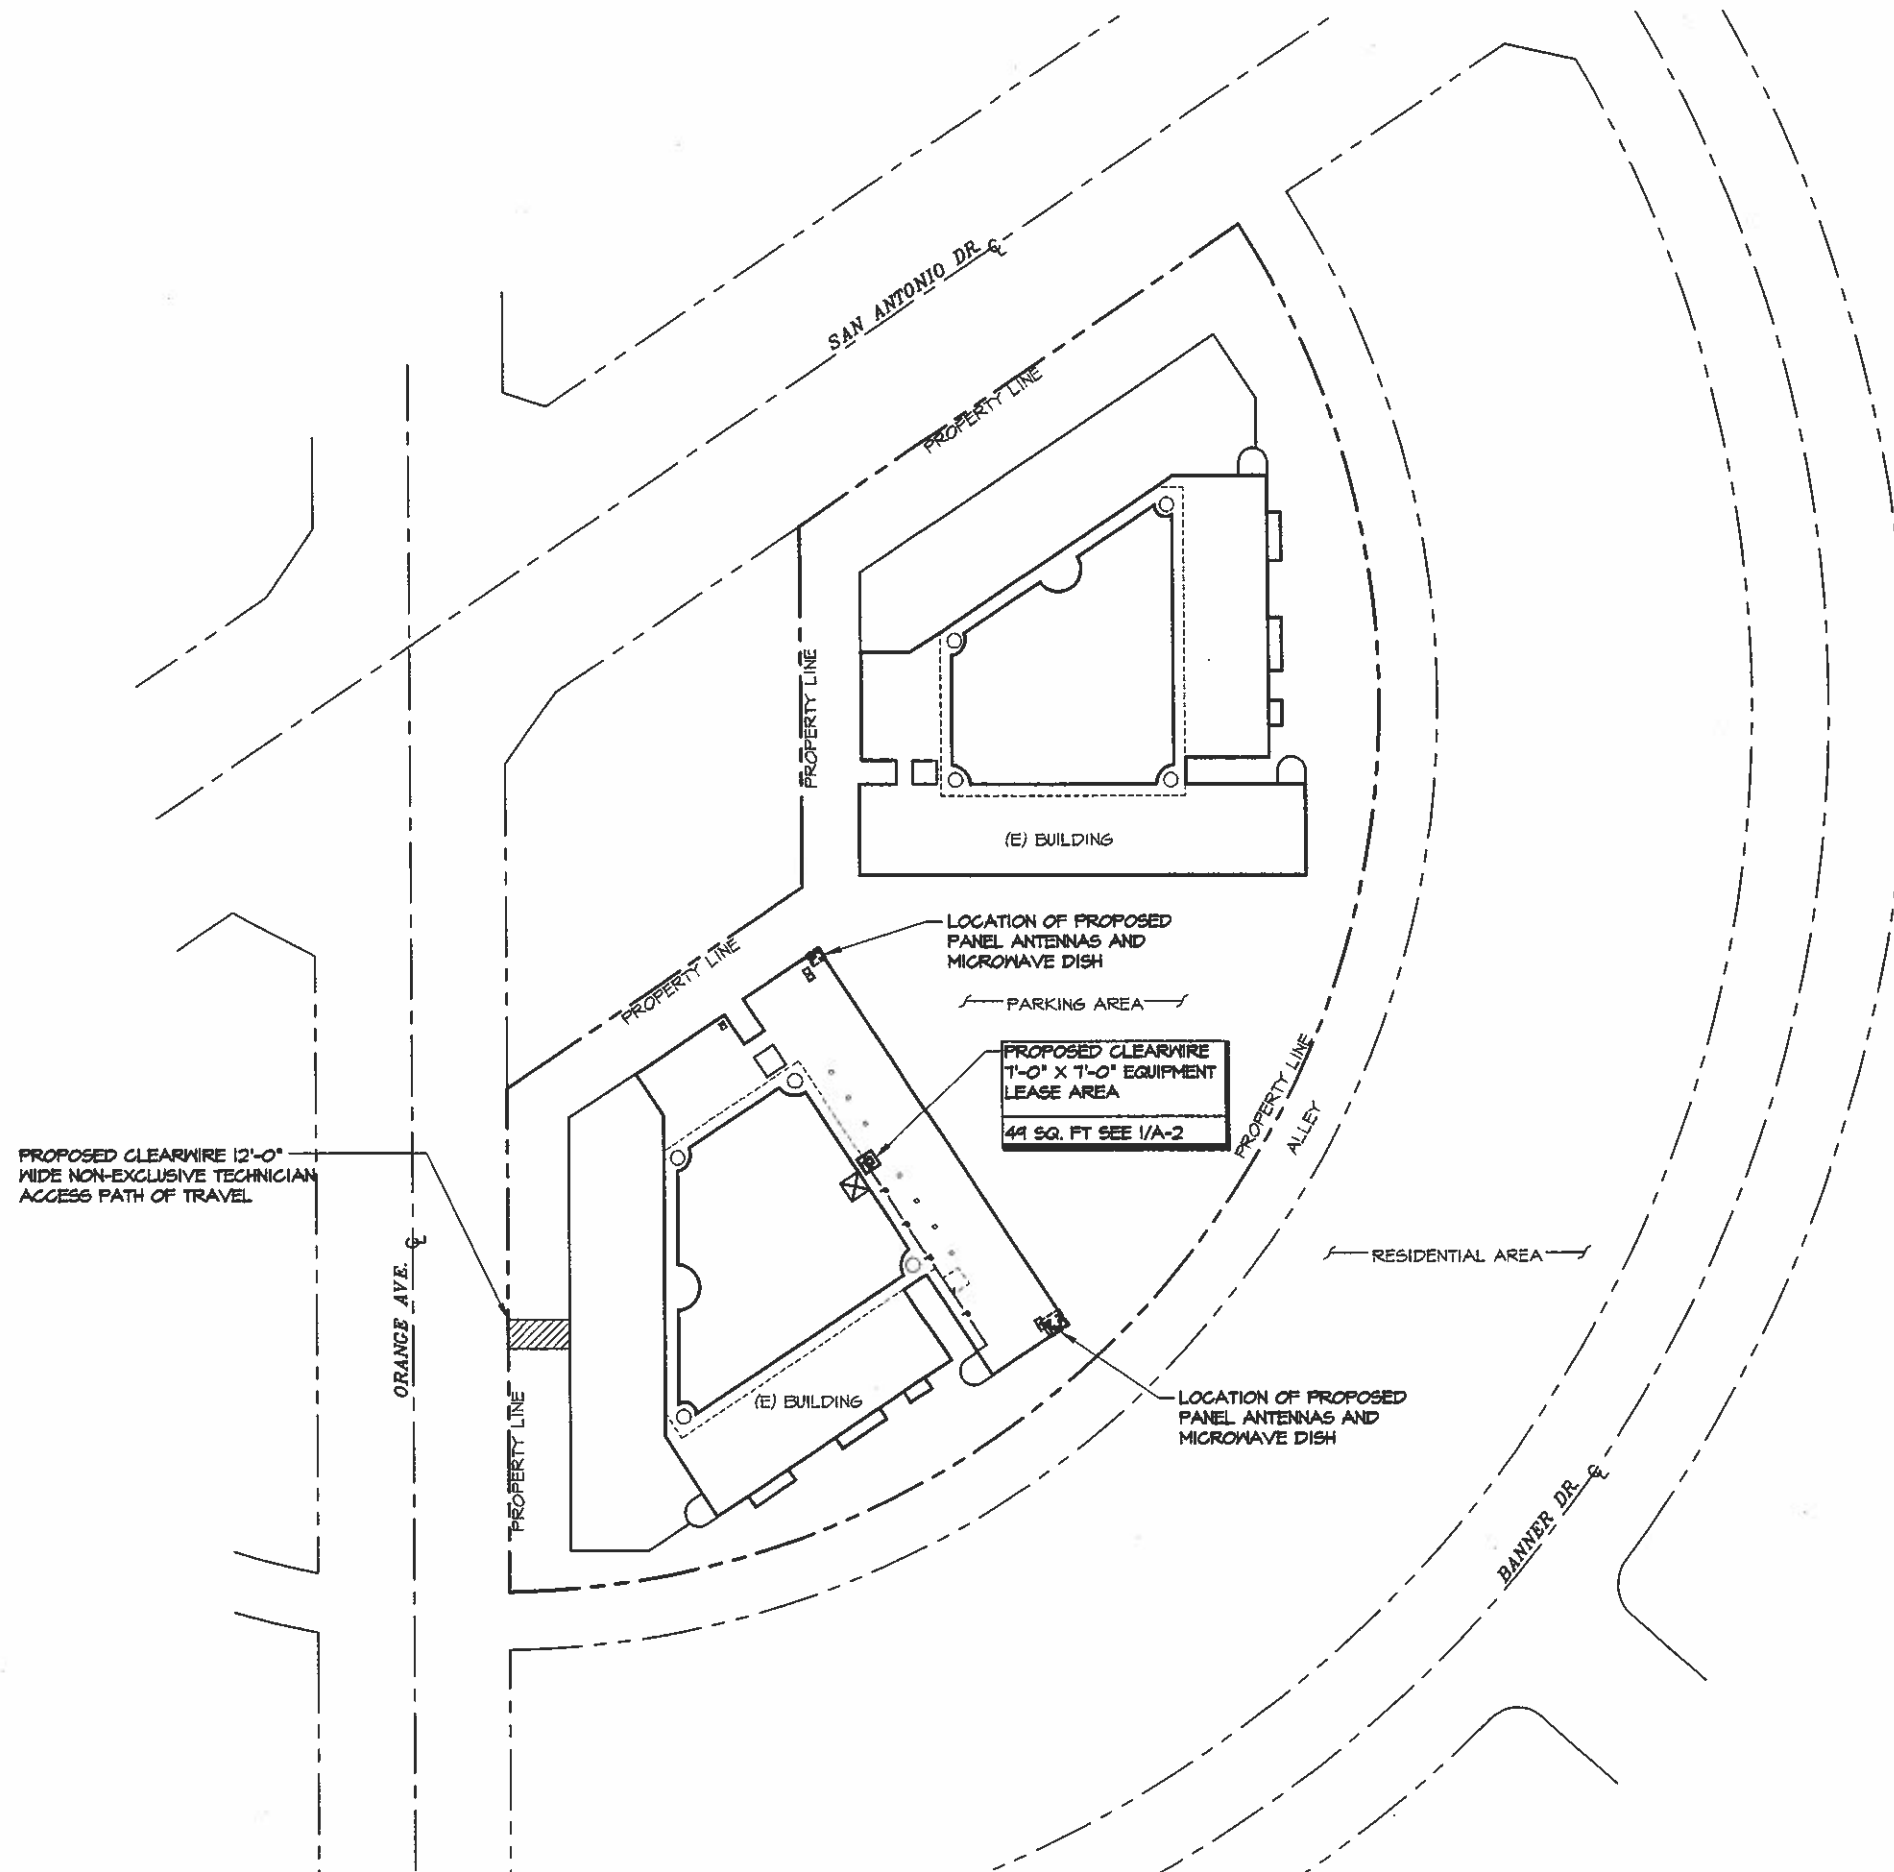 SAN ANTONIO DR. ℄
PROPERTY LINE
PROPERTY LINE
(E) BUILDING
LOCATION OF PROPOSED
PANEL ANTENNAS AND
MICROWAVE DISH
PROPERTY LINE
PARKING AREA
PROPOSED CLEARWIRE
7'-0" X 7'-0" EQUIPMENT
LEASE AREA
49 SQ. FT SEE 1/A-2
PROPERTY LINE
ALLEY
PROPOSED CLEARWIRE 12'-0"
WIDE NON-EXCLUSIVE TECHNICIAN
ACCESS PATH OF TRAVEL
RESIDENTIAL AREA
ORANGE AVE. ℄
PROPERTY LINE
(E) BUILDING
LOCATION OF PROPOSED
PANEL ANTENNAS AND
MICROWAVE DISH
BANNER DR. ℄